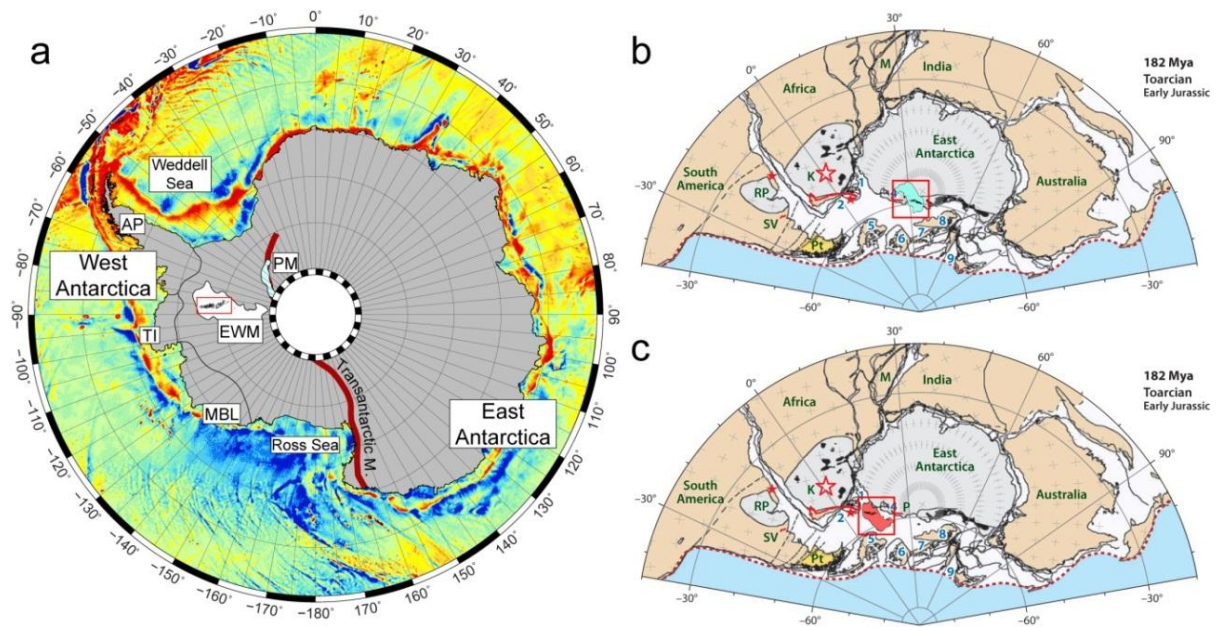 a
0°
10°
20°
30°
40°
50°
60°
70°
80°
90°
100°
110°
120°
130°
140°
150°
160°
170°
−180°
−170°
−160°
−150°
−140°
−130°
−120°
−110°
−100°
−90°
−80°
−70°
−60°
−50°
−40°
−30°
−20°
−10°
Weddell
Sea
AP
West
Antarctica
PM
EWM
TI
MBL
Ross Sea
Transantarctic M.
East
Antarctica
b
30°
60°
90°
0°
−30°
−30°
−60°
−60°
−30°
182 Mya
Toarcian
Early Jurassic
M
India
Africa
East
Antarctica
South
America
Australia
K
RP
SV
Pt
1
2
5
6
7
8
9
c
30°
60°
90°
0°
−30°
−30°
−60°
−60°
−30°
182 Mya
Toarcian
Early Jurassic
M
India
Africa
East
Antarctica
South
America
Australia
K
RP
SV
Pt
P
2
5
6
7
8
9